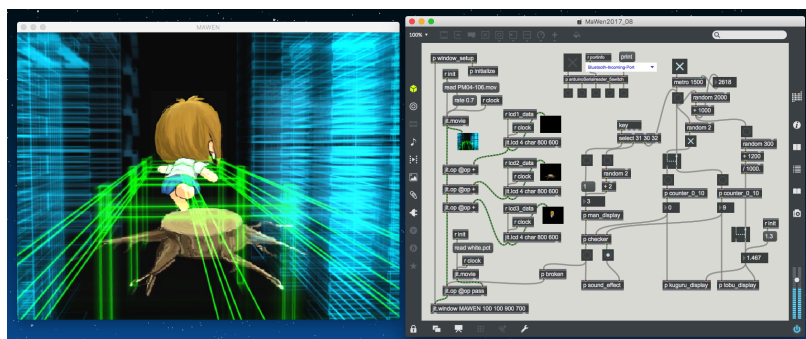 MAWEN
MaWen2017_08
100%
p window_setup
r init
p initialize
read PM04-106.mov
rate 0.7
r clock
jit.movie
r lcd1_data
r clock
jit.lcd 4 char 800 600
jit.op @op +
r lcd2_data
r clock
jit.lcd 4 char 800 600
jit.op @op +
jit.op @op +
r lcd3_data
r clock
jit.lcd 4 char 800 600
r init
read white.pct
r clock
jit.movie
p broken
jit.op @op pass
jit.window MAWEN 100 100 900 700
r portinfo
print
Bluetooth-Incoming-Port
key
select 31 30 32
random 2
1
+ 2
3
p man_display
p checker
p sound_effect
metro 1500
2618
random 2000
+ 1000
random 2
random 300
+ 1200
/ 1000.
p counter_0_10
p counter_0_10
0
9
r init
1.3
1.467
p kuguru_display
p tobu_display